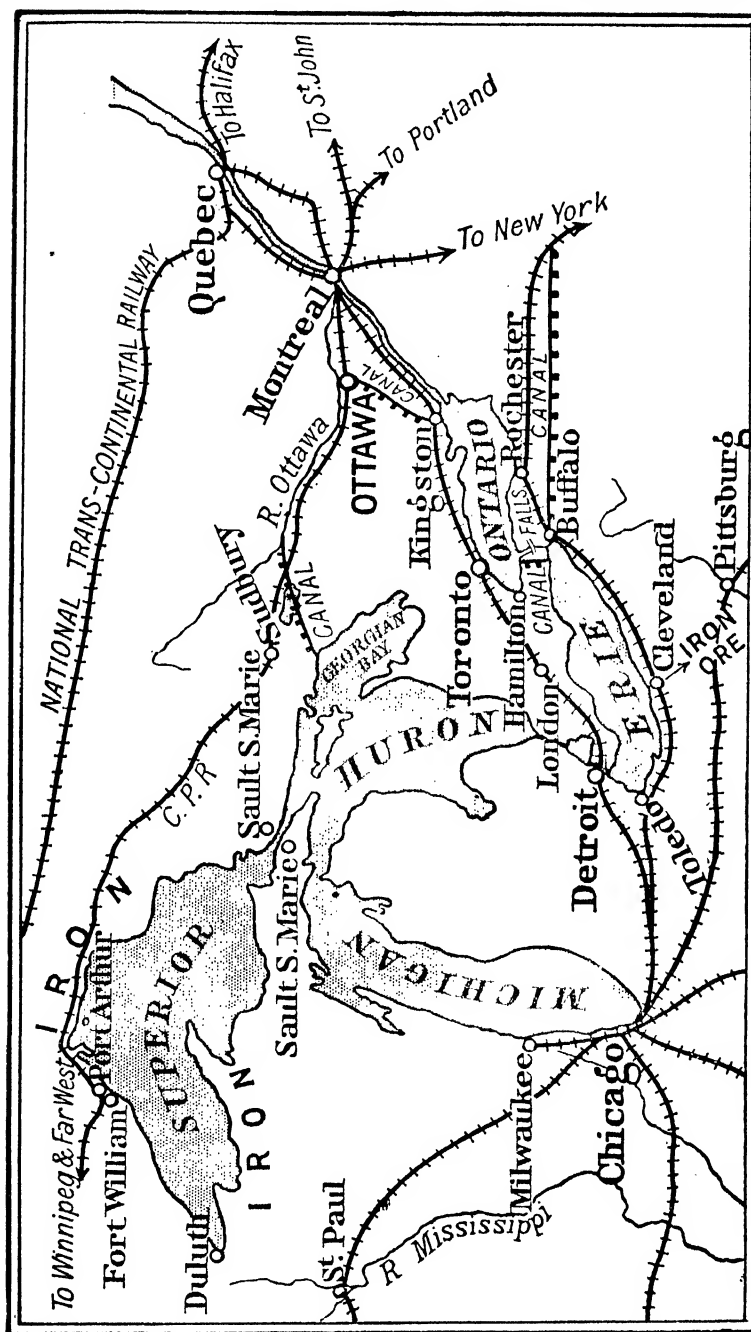 NATIONAL TRANS-CONTINENTAL RAILWAY
To Winnipeg & Far West
I R O N
Port Arthur
Fort William
C.P.R
SUPERIOR
Duluth
I R O N
Sault S. Marie
Sault S. Marie
Sudbury
CANAL
R. Ottawa
OTTAWA
CANAL
Quebec
To Halifax
Montreal
To St. John
To Portland
To New York
GEORGIAN
BAY
HURON
MICHIGAN
Kingston
ONTARIO
Toronto
Hamilton
London
CANAL
FALLS
Rochester
CANAL
Buffalo
ERIE
Detroit
Toledo
Cleveland
IRON
ORE
Pittsburg
St. Paul
R Mississippi
Milwaukee
Chicago